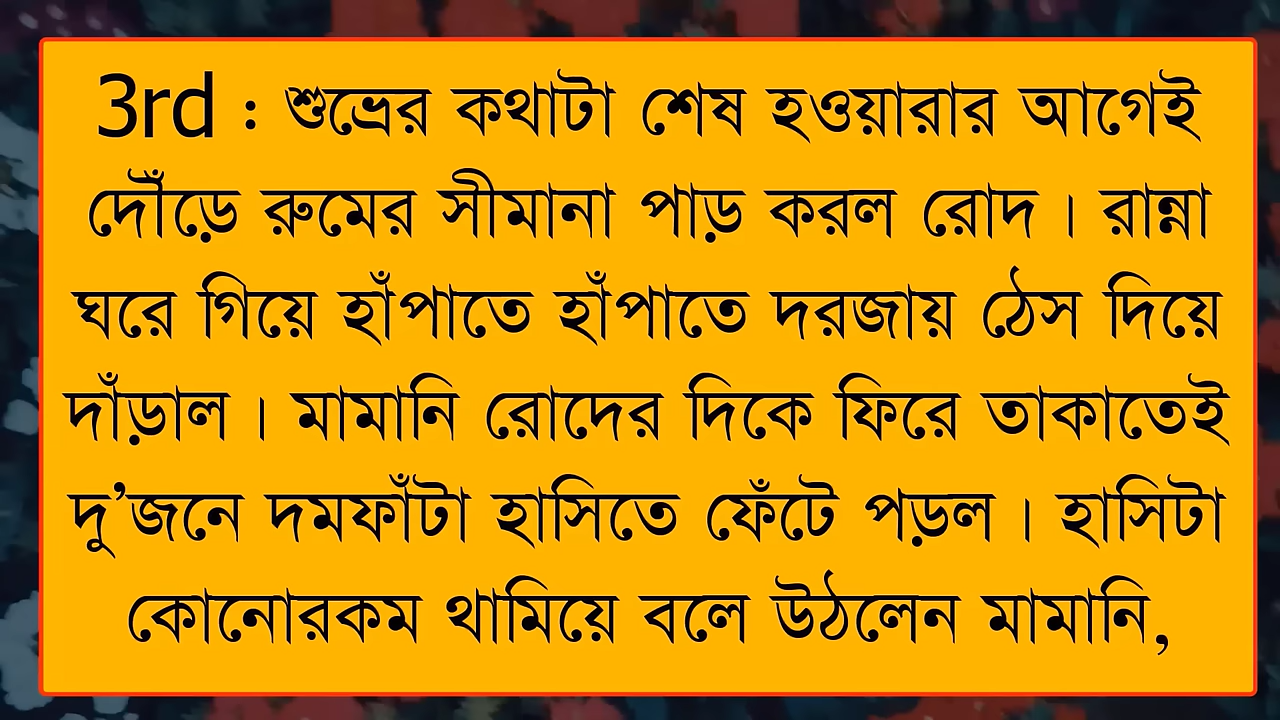 3rd : শুভ্রের কথাটা শেষ হওয়ারার আগেই
দৌঁড়ে রুমের সীমানা পাড় করল রোদ । রান্না
ঘরে গিয়ে হাঁপাতে হাঁপাতে দরজায় ঠেস দিয়ে
দাঁড়াল । মামানি রোদের দিকে ফিরে তাকাতেই
দু’জনে দমফাঁটা হাসিতে ফেঁটে পড়ল । হাসিটা
কোনোরকম থামিয়ে বলে উঠলেন মামানি,